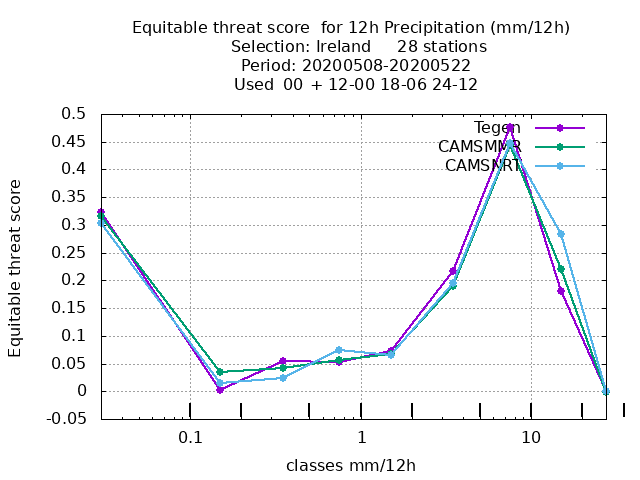 Equitable threat score for 12h Precipitation (mm/12h)
Selection: Ireland 28 stations
Period: 20200508-20200522
Used 00 + 12-00 18-06 24-12
Equitable threat score
0.5
0.45
0.4
0.35
0.3
0.25
0.2
0.15
0.1
0.05
0
-0.05
Tegen
CAMSMMR
CAMSNRT
0.1 1 10
classes mm/12h